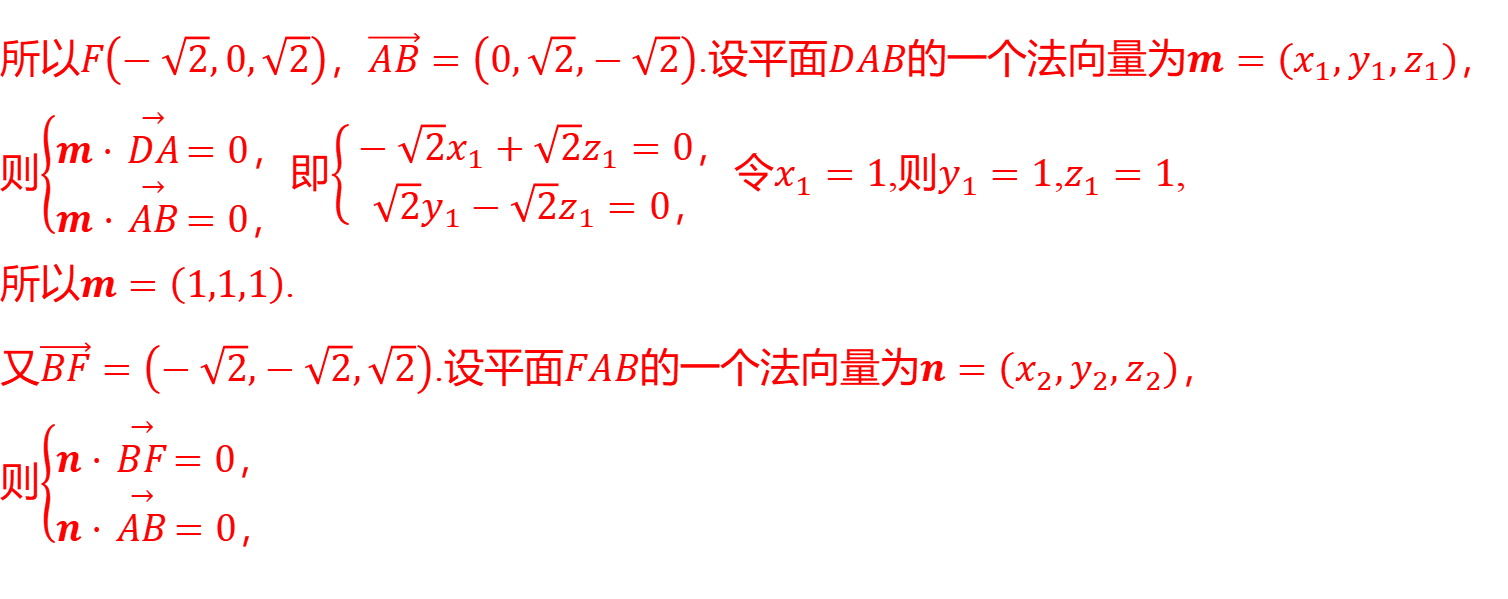 所以F(−√2,0,√2)，AB→=(0,√2,−√2).设平面DAB的一个法向量为m=(x₁,y₁,z₁)，
则{m·DA→=0，m·AB→=0， 即{−√2x₁+√2z₁=0，√2y₁−√2z₁=0， 令x₁=1,则y₁=1,z₁=1,
所以m=(1,1,1).
又BF→=(−√2,−√2,√2).设平面FAB的一个法向量为n=(x₂,y₂,z₂)，
则{n·BF→=0，n·AB→=0，